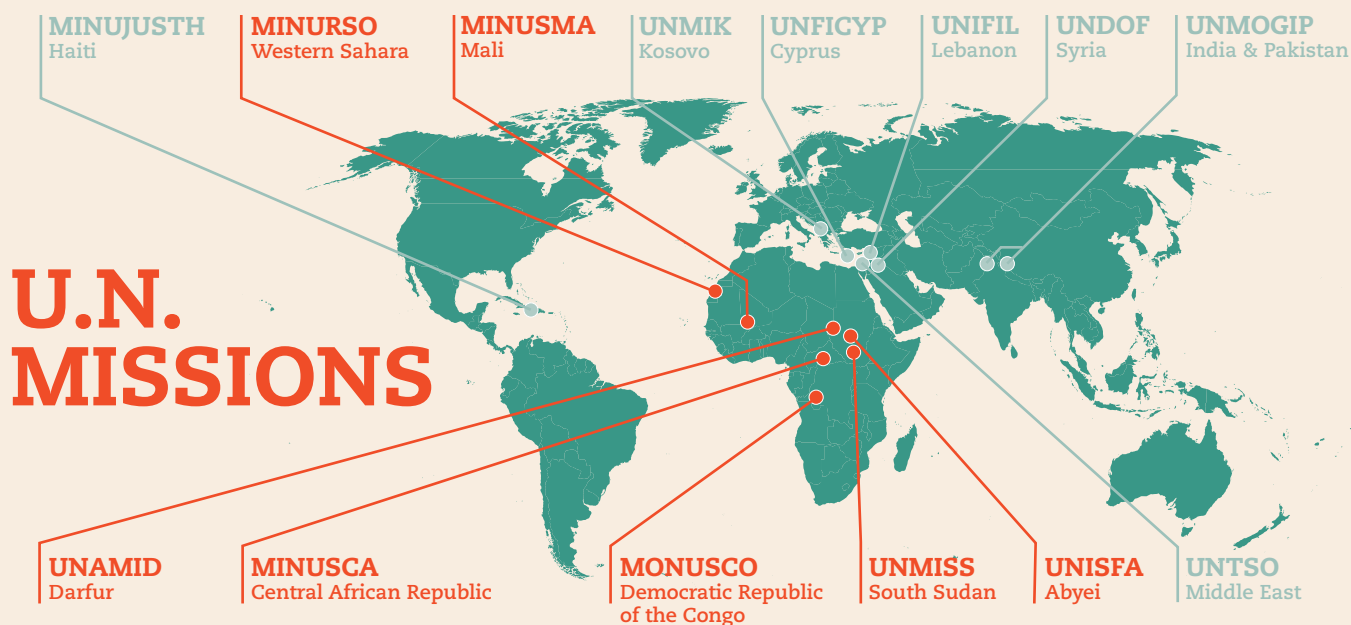 MINUJUSTH
Haiti
MINURSO
Western Sahara
MINUSMA
Mali
UNMIK
Kosovo
UNFICYP
Cyprus
UNIFIL
Lebanon
UNDOF
Syria
UNMOGIP
India & Pakistan
U.N.
MISSIONS
UNAMID
Darfur
MINUSCA
Central African Republic
MONUSCO
Democratic Republic
of the Congo
UNMISS
South Sudan
UNISFA
Abyei
UNTSO
Middle East